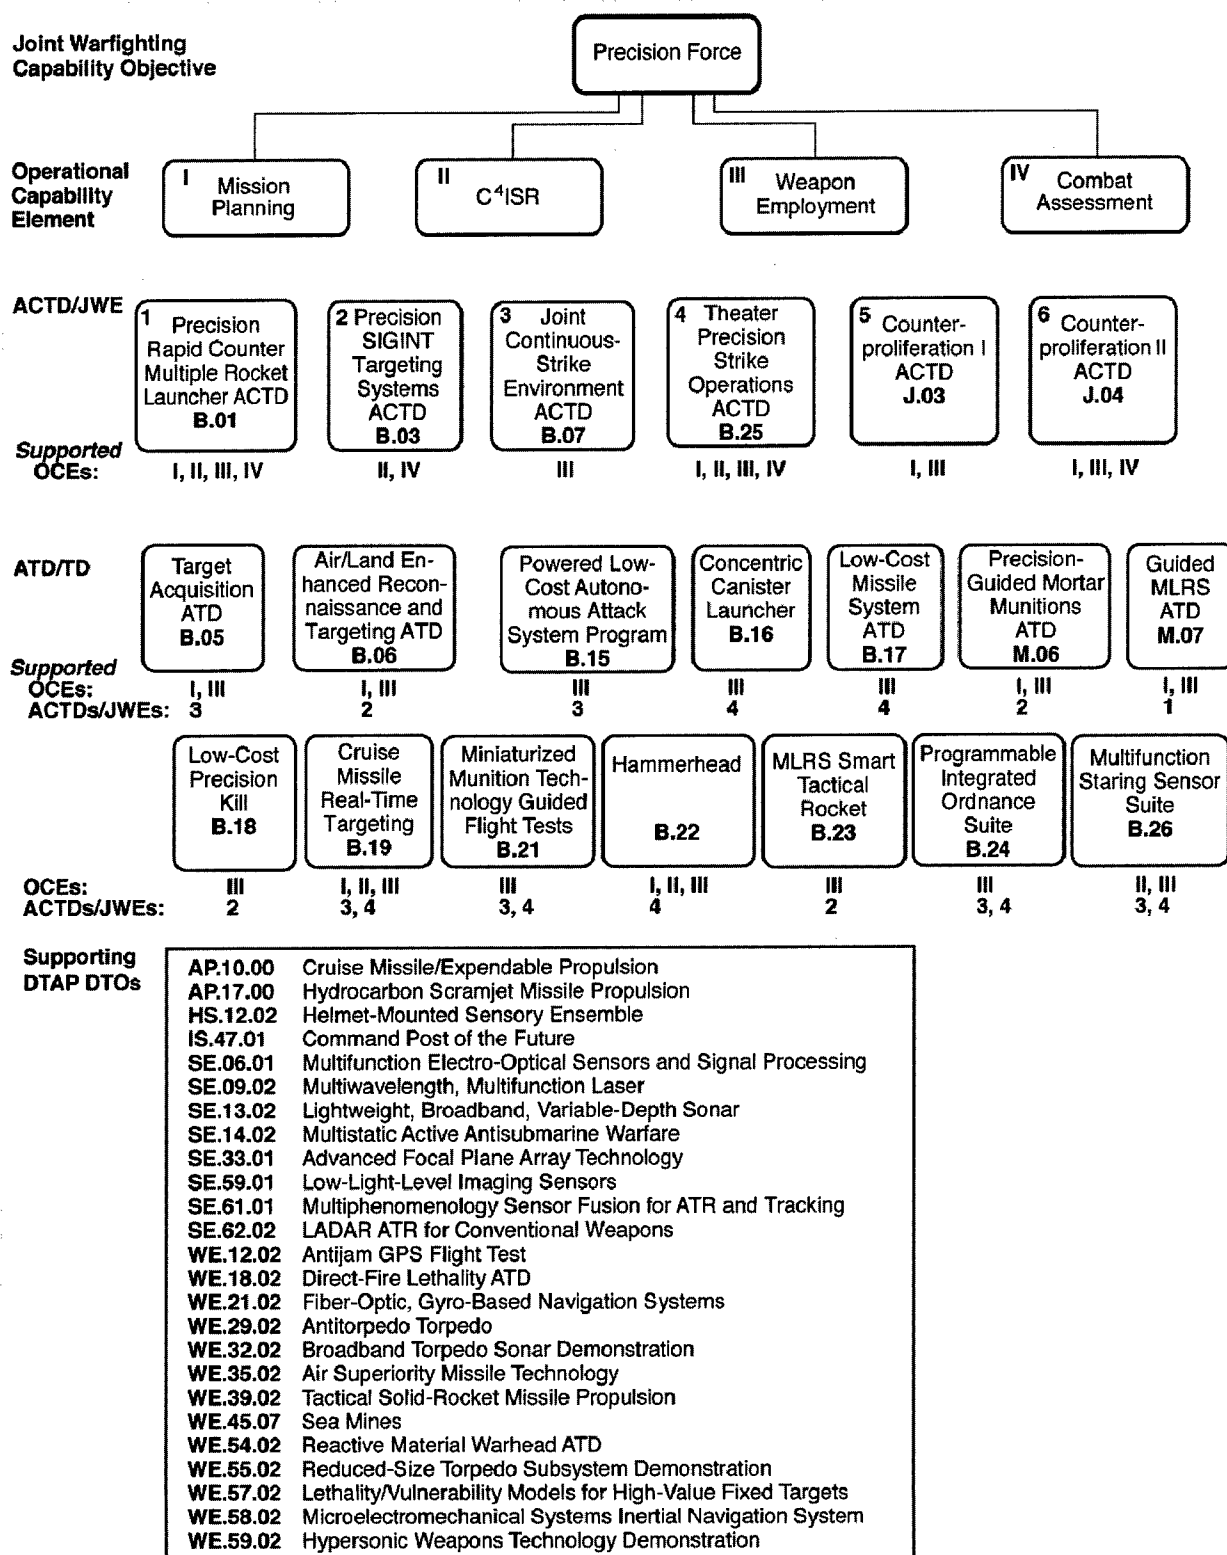 Joint Warfighting
Capability Objective
Precision Force
Operational
Capability
Element
I
Mission
Planning
II
C⁴ISR
III
Weapon
Employment
IV
Combat
Assessment
ACTD/JWE
1
Precision
Rapid Counter
Multiple Rocket
Launcher ACTD
B.01
2 Precision
SIGINT
Targeting
Systems
ACTD
B.03
3 Joint
Continuous-
Strike
Environment
ACTD
B.07
4 Theater
Precision
Strike
Operations
ACTD
B.25
5 Counter-
proliferation I
ACTD
J.03
6 Counter-
proliferation II
ACTD
J.04
Supported
OCEs:
I, II, III, IV
II, IV
III
I, II, III, IV
I, III
I, III, IV
ATD/TD
Target
Acquisition
ATD
B.05
Air/Land En-
hanced Recon-
naissance and
Targeting ATD
B.06
Powered Low-
Cost Autono-
mous Attack
System Program
B.15
Concentric
Canister
Launcher
B.16
Low-Cost
Missile
System
ATD
B.17
Precision-
Guided Mortar
Munitions
ATD
M.06
Guided
MLRS
ATD
M.07
Supported
OCEs:
I, III
I, III
III
III
III
I, III
I, III
ACTDs/JWEs:
3
2
3
4
4
2
1
Low-Cost
Precision
Kill
B.18
Cruise
Missile
Real-Time
Targeting
B.19
Miniaturized
Munition Tech-
nology Guided
Flight Tests
B.21
Hammerhead
B.22
MLRS Smart
Tactical
Rocket
B.23
Programmable
Integrated
Ordnance
Suite
B.24
Multifunction
Staring Sensor
Suite
B.26
OCEs:
III
I, II, III
III
I, II, III
III
III
II, III
ACTDs/JWEs:
2
3, 4
3, 4
4
2
3, 4
3, 4
Supporting
DTAP DTOs
AP.10.00 Cruise Missile/Expendable Propulsion
AP.17.00 Hydrocarbon Scramjet Missile Propulsion
HS.12.02 Helmet-Mounted Sensory Ensemble
IS.47.01 Command Post of the Future
SE.06.01 Multifunction Electro-Optical Sensors and Signal Processing
SE.09.02 Multiwavelength, Multifunction Laser
SE.13.02 Lightweight, Broadband, Variable-Depth Sonar
SE.14.02 Multistatic Active Antisubmarine Warfare
SE.33.01 Advanced Focal Plane Array Technology
SE.59.01 Low-Light-Level Imaging Sensors
SE.61.01 Multiphenomenology Sensor Fusion for ATR and Tracking
SE.62.02 LADAR ATR for Conventional Weapons
WE.12.02 Antijam GPS Flight Test
WE.18.02 Direct-Fire Lethality ATD
WE.21.02 Fiber-Optic, Gyro-Based Navigation Systems
WE.29.02 Antitorpedo Torpedo
WE.32.02 Broadband Torpedo Sonar Demonstration
WE.35.02 Air Superiority Missile Technology
WE.39.02 Tactical Solid-Rocket Missile Propulsion
WE.45.07 Sea Mines
WE.54.02 Reactive Material Warhead ATD
WE.55.02 Reduced-Size Torpedo Subsystem Demonstration
WE.57.02 Lethality/Vulnerability Models for High-Value Fixed Targets
WE.58.02 Microelectromechanical Systems Inertial Navigation System
WE.59.02 Hypersonic Weapons Technology Demonstration